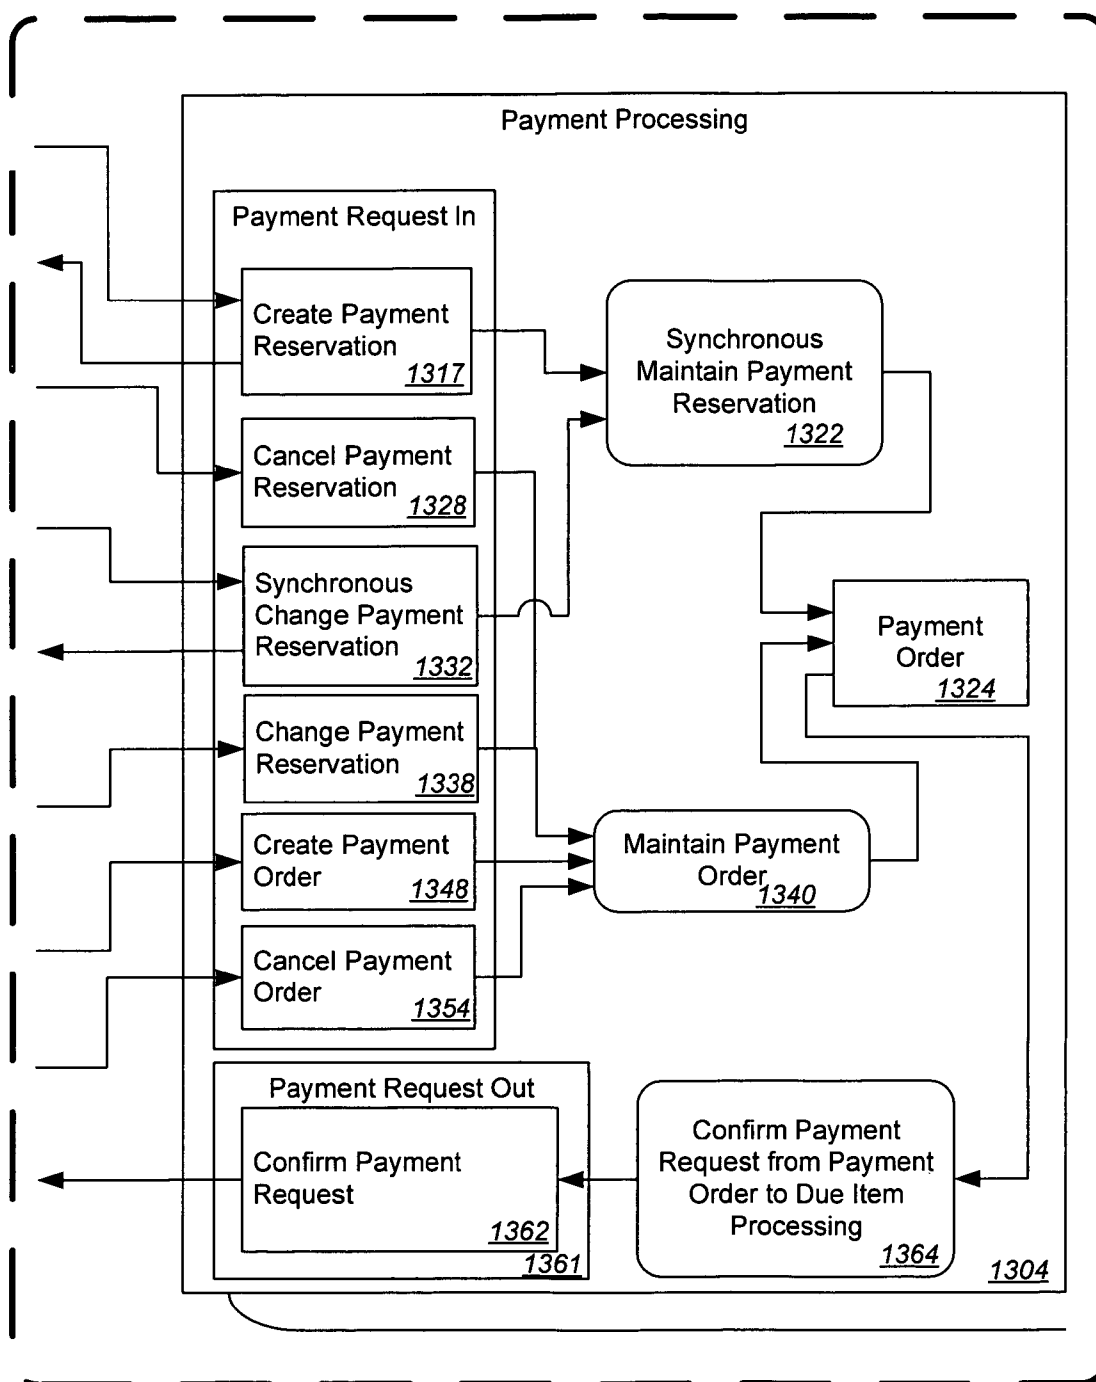 Payment Processing
Payment Request In
Create Payment
Reservation
1317
Cancel Payment
Reservation
1328
Synchronous
Change Payment
Reservation
1332
Change Payment
Reservation
1338
Create Payment
Order
1348
Cancel Payment
Order
1354
Synchronous
Maintain Payment
Reservation
1322
Payment
Order
1324
Maintain Payment
Order
1340
Payment Request Out
Confirm Payment
Request
1362
1361
Confirm Payment
Request from Payment
Order to Due Item
Processing
1364
1304